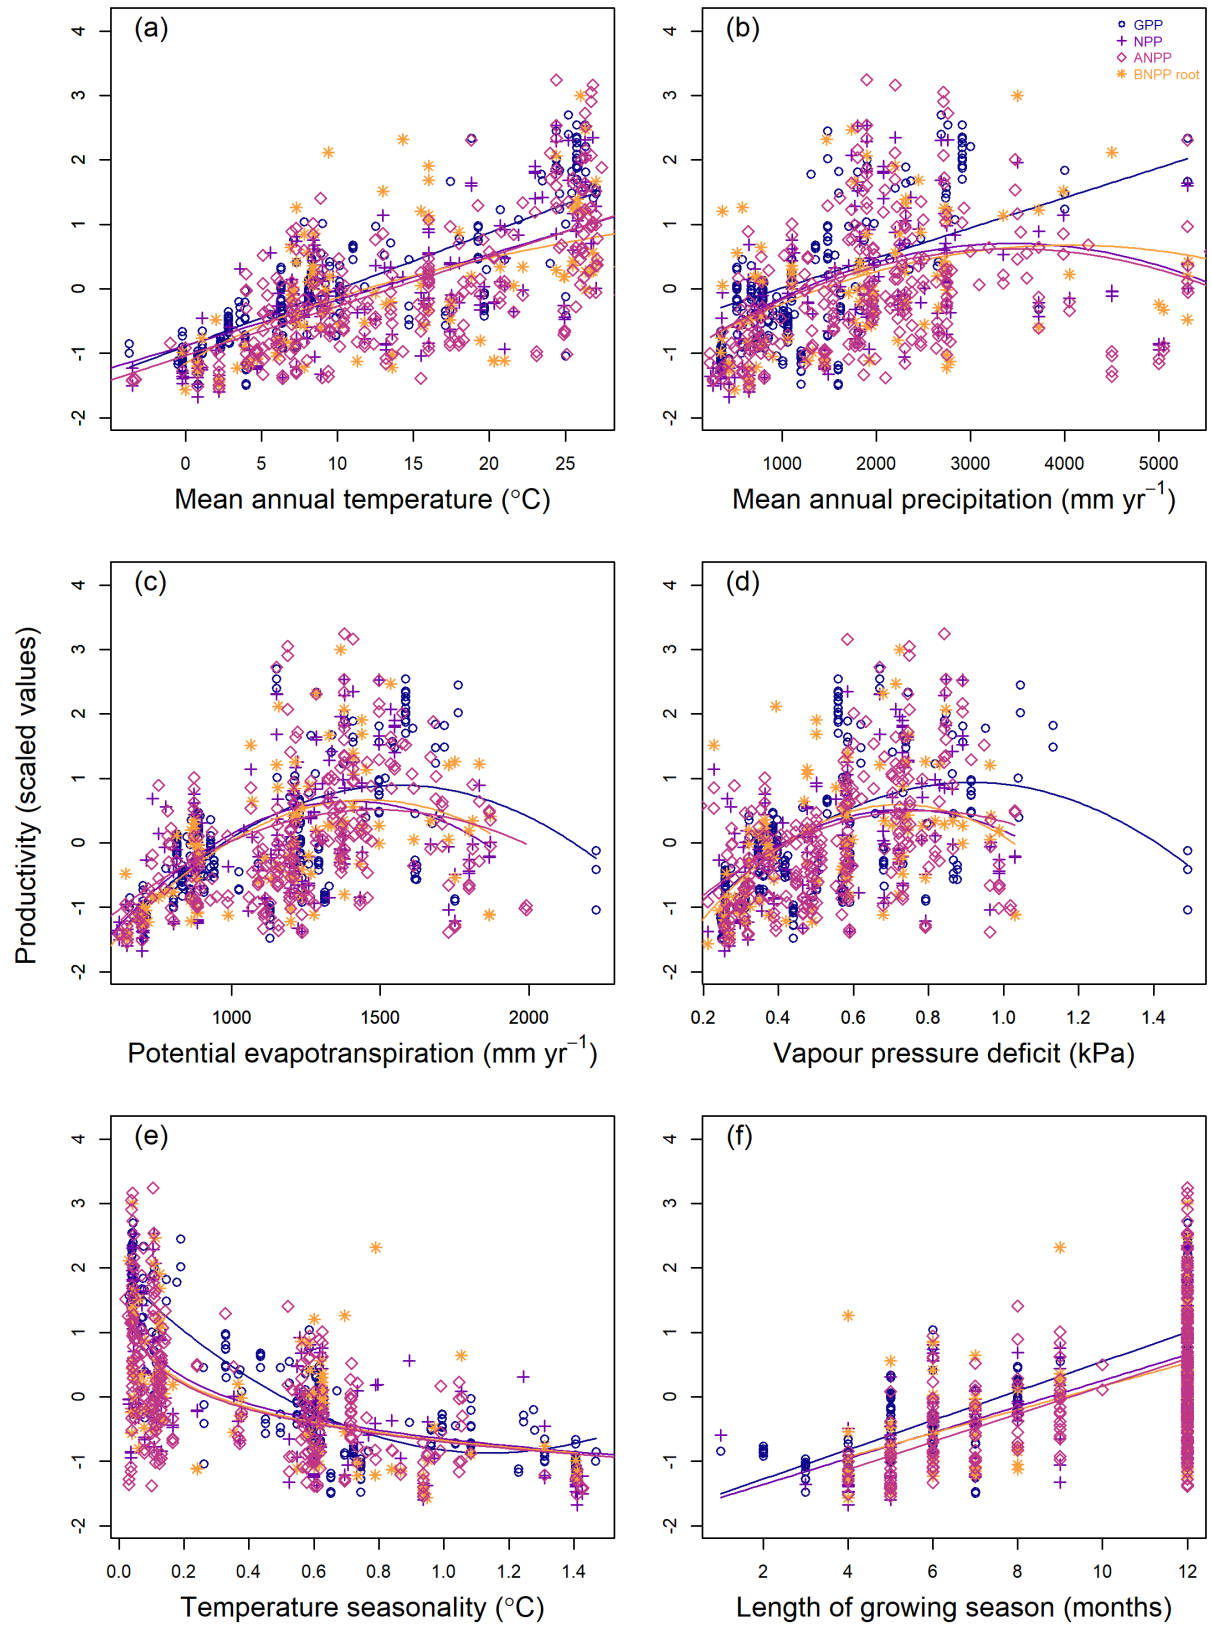 (a)
4
3
2
1
0
-1
-2
0 5 10 15 20 25
Mean annual temperature (°C)
(b)
GPP
NPP
ANPP
BNPP root
4
3
2
1
0
-1
-2
1000 2000 3000 4000 5000
Mean annual precipitation (mm yr−1)
Productivity (scaled values)
(c)
4
3
2
1
0
-1
-2
1000 1500 2000
Potential evapotranspiration (mm yr−1)
(d)
4
3
2
1
0
-1
-2
0.2 0.4 0.6 0.8 1.0 1.2 1.4
Vapour pressure deficit (kPa)
(e)
4
3
2
1
0
-1
-2
0.0 0.2 0.4 0.6 0.8 1.0 1.2 1.4
Temperature seasonality (°C)
(f)
4
3
2
1
0
-1
-2
2 4 6 8 10 12
Length of growing season (months)